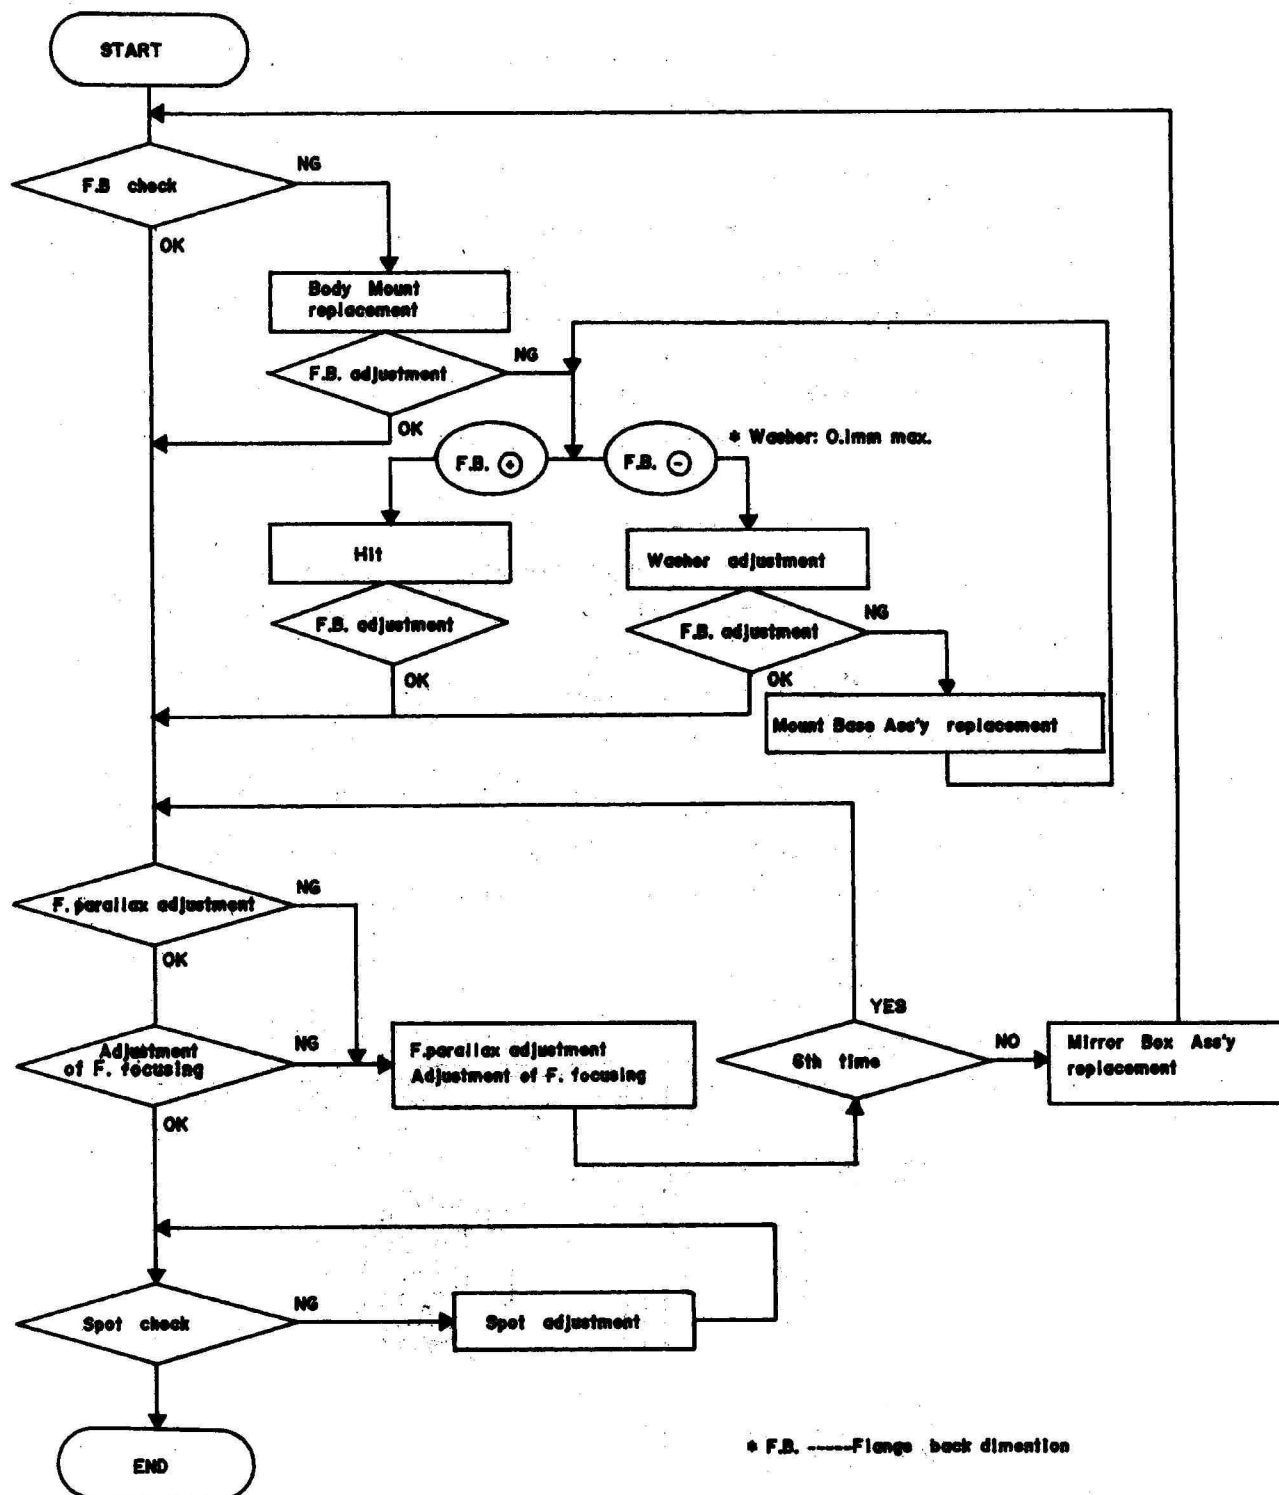 START
F.B check
NG
OK
Body Mount
replacement
F.B. adjustment
NG
OK
F.B. ⊕
F.B. ⊖
* Washer: 0.1mm max.
Hit
Washer adjustment
F.B. adjustment
OK
F.B. adjustment
NG
OK
Mount Base Ass'y replacement
F. parallax adjustment
NG
OK
Adjustment
of F. focusing
NG
OK
F.parallax adjustment
Adjustment of F. focusing
6th time
YES
NO
Mirror Box Ass'y
replacement
Spot check
NG
Spot adjustment
END
* F.B. -----Flange back dimention